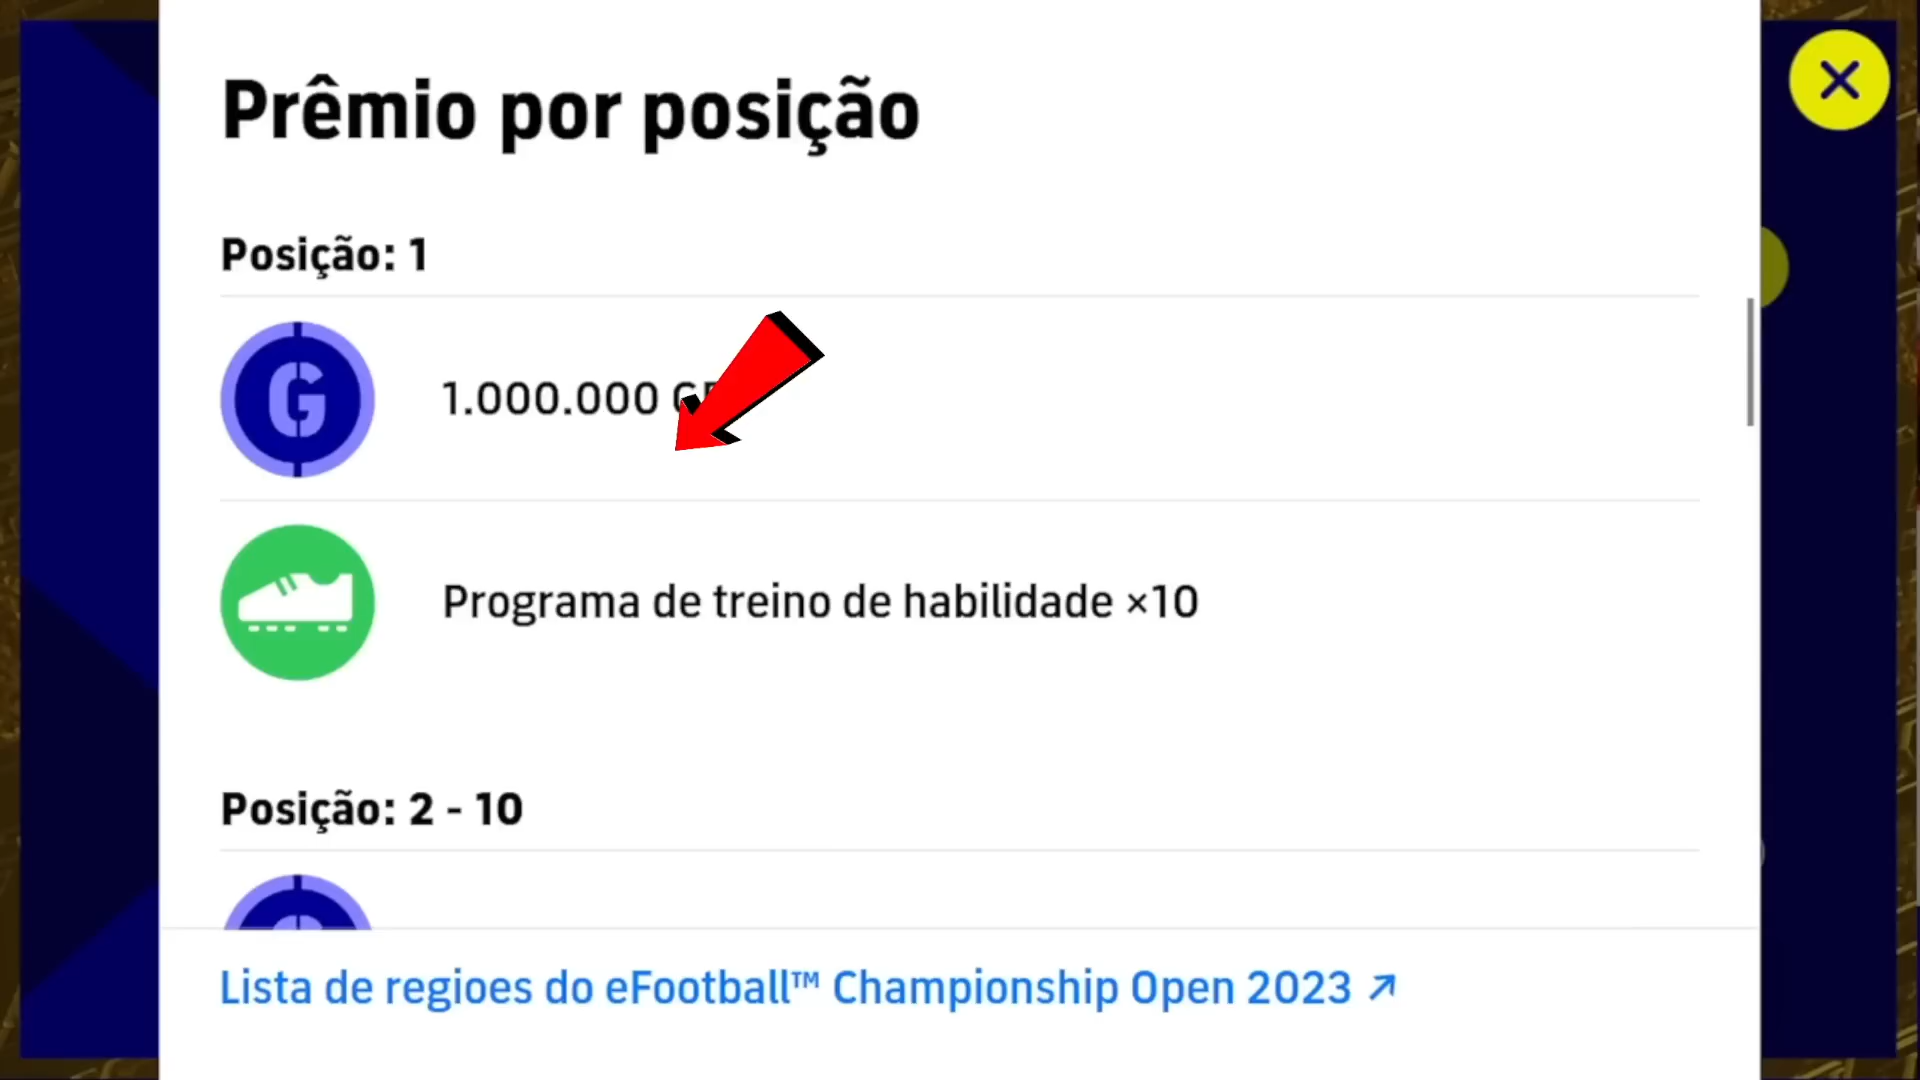 Prêmio por posição
Posição: 1
G
1.000.000
Programa de treino de habilidade ×10
Posição: 2 - 10
Lista de regioes do eFootball™ Championship Open 2023 ↗